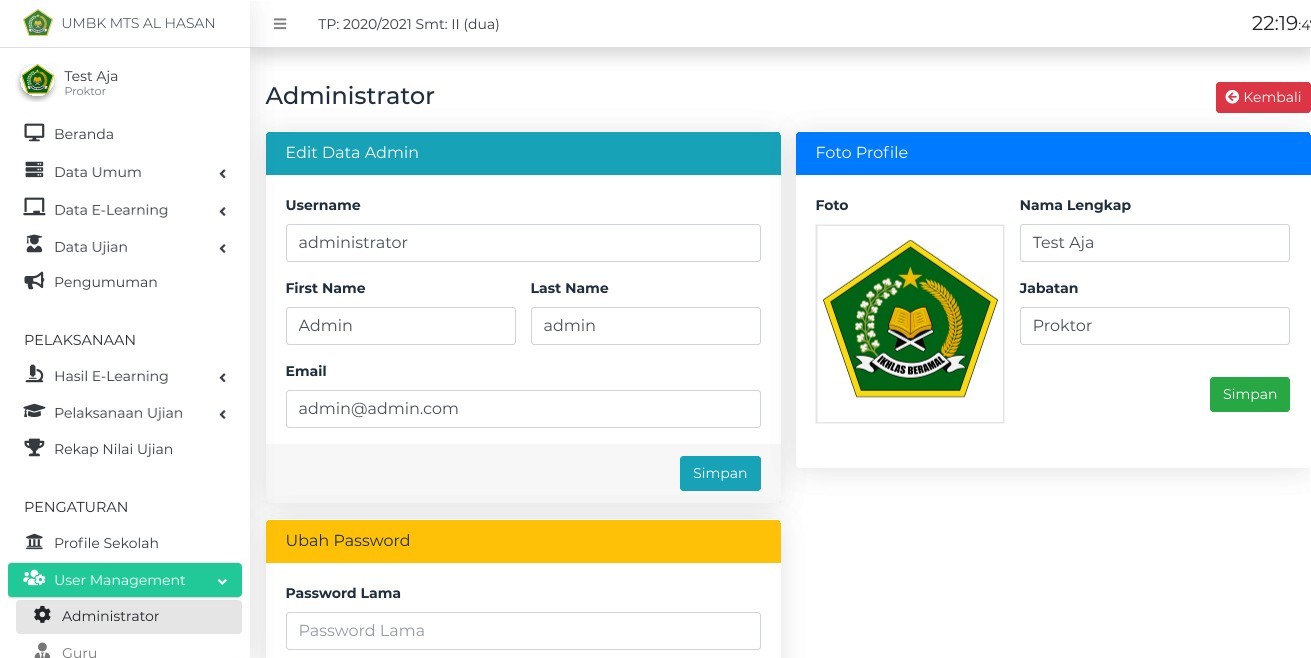 UMBK MTS AL HASAN
TP: 2020/2021 Smt: II (dua)
22:19:4
Test Aja
Proktor
Beranda
Data Umum
Data E-Learning
Data Ujian
Pengumuman
PELAKSANAAN
Hasil E-Learning
Pelaksanaan Ujian
Rekap Nilai Ujian
PENGATURAN
Profile Sekolah
User Management
Administrator
Guru
Administrator
Kembali
Edit Data Admin
Username
administrator
First Name
Last Name
Admin
admin
Email
admin@admin.com
Simpan
Ubah Password
Password Lama
Password Lama
Foto Profile
Foto
IKHLAS BERAMAL
Nama Lengkap
Test Aja
Jabatan
Proktor
Simpan